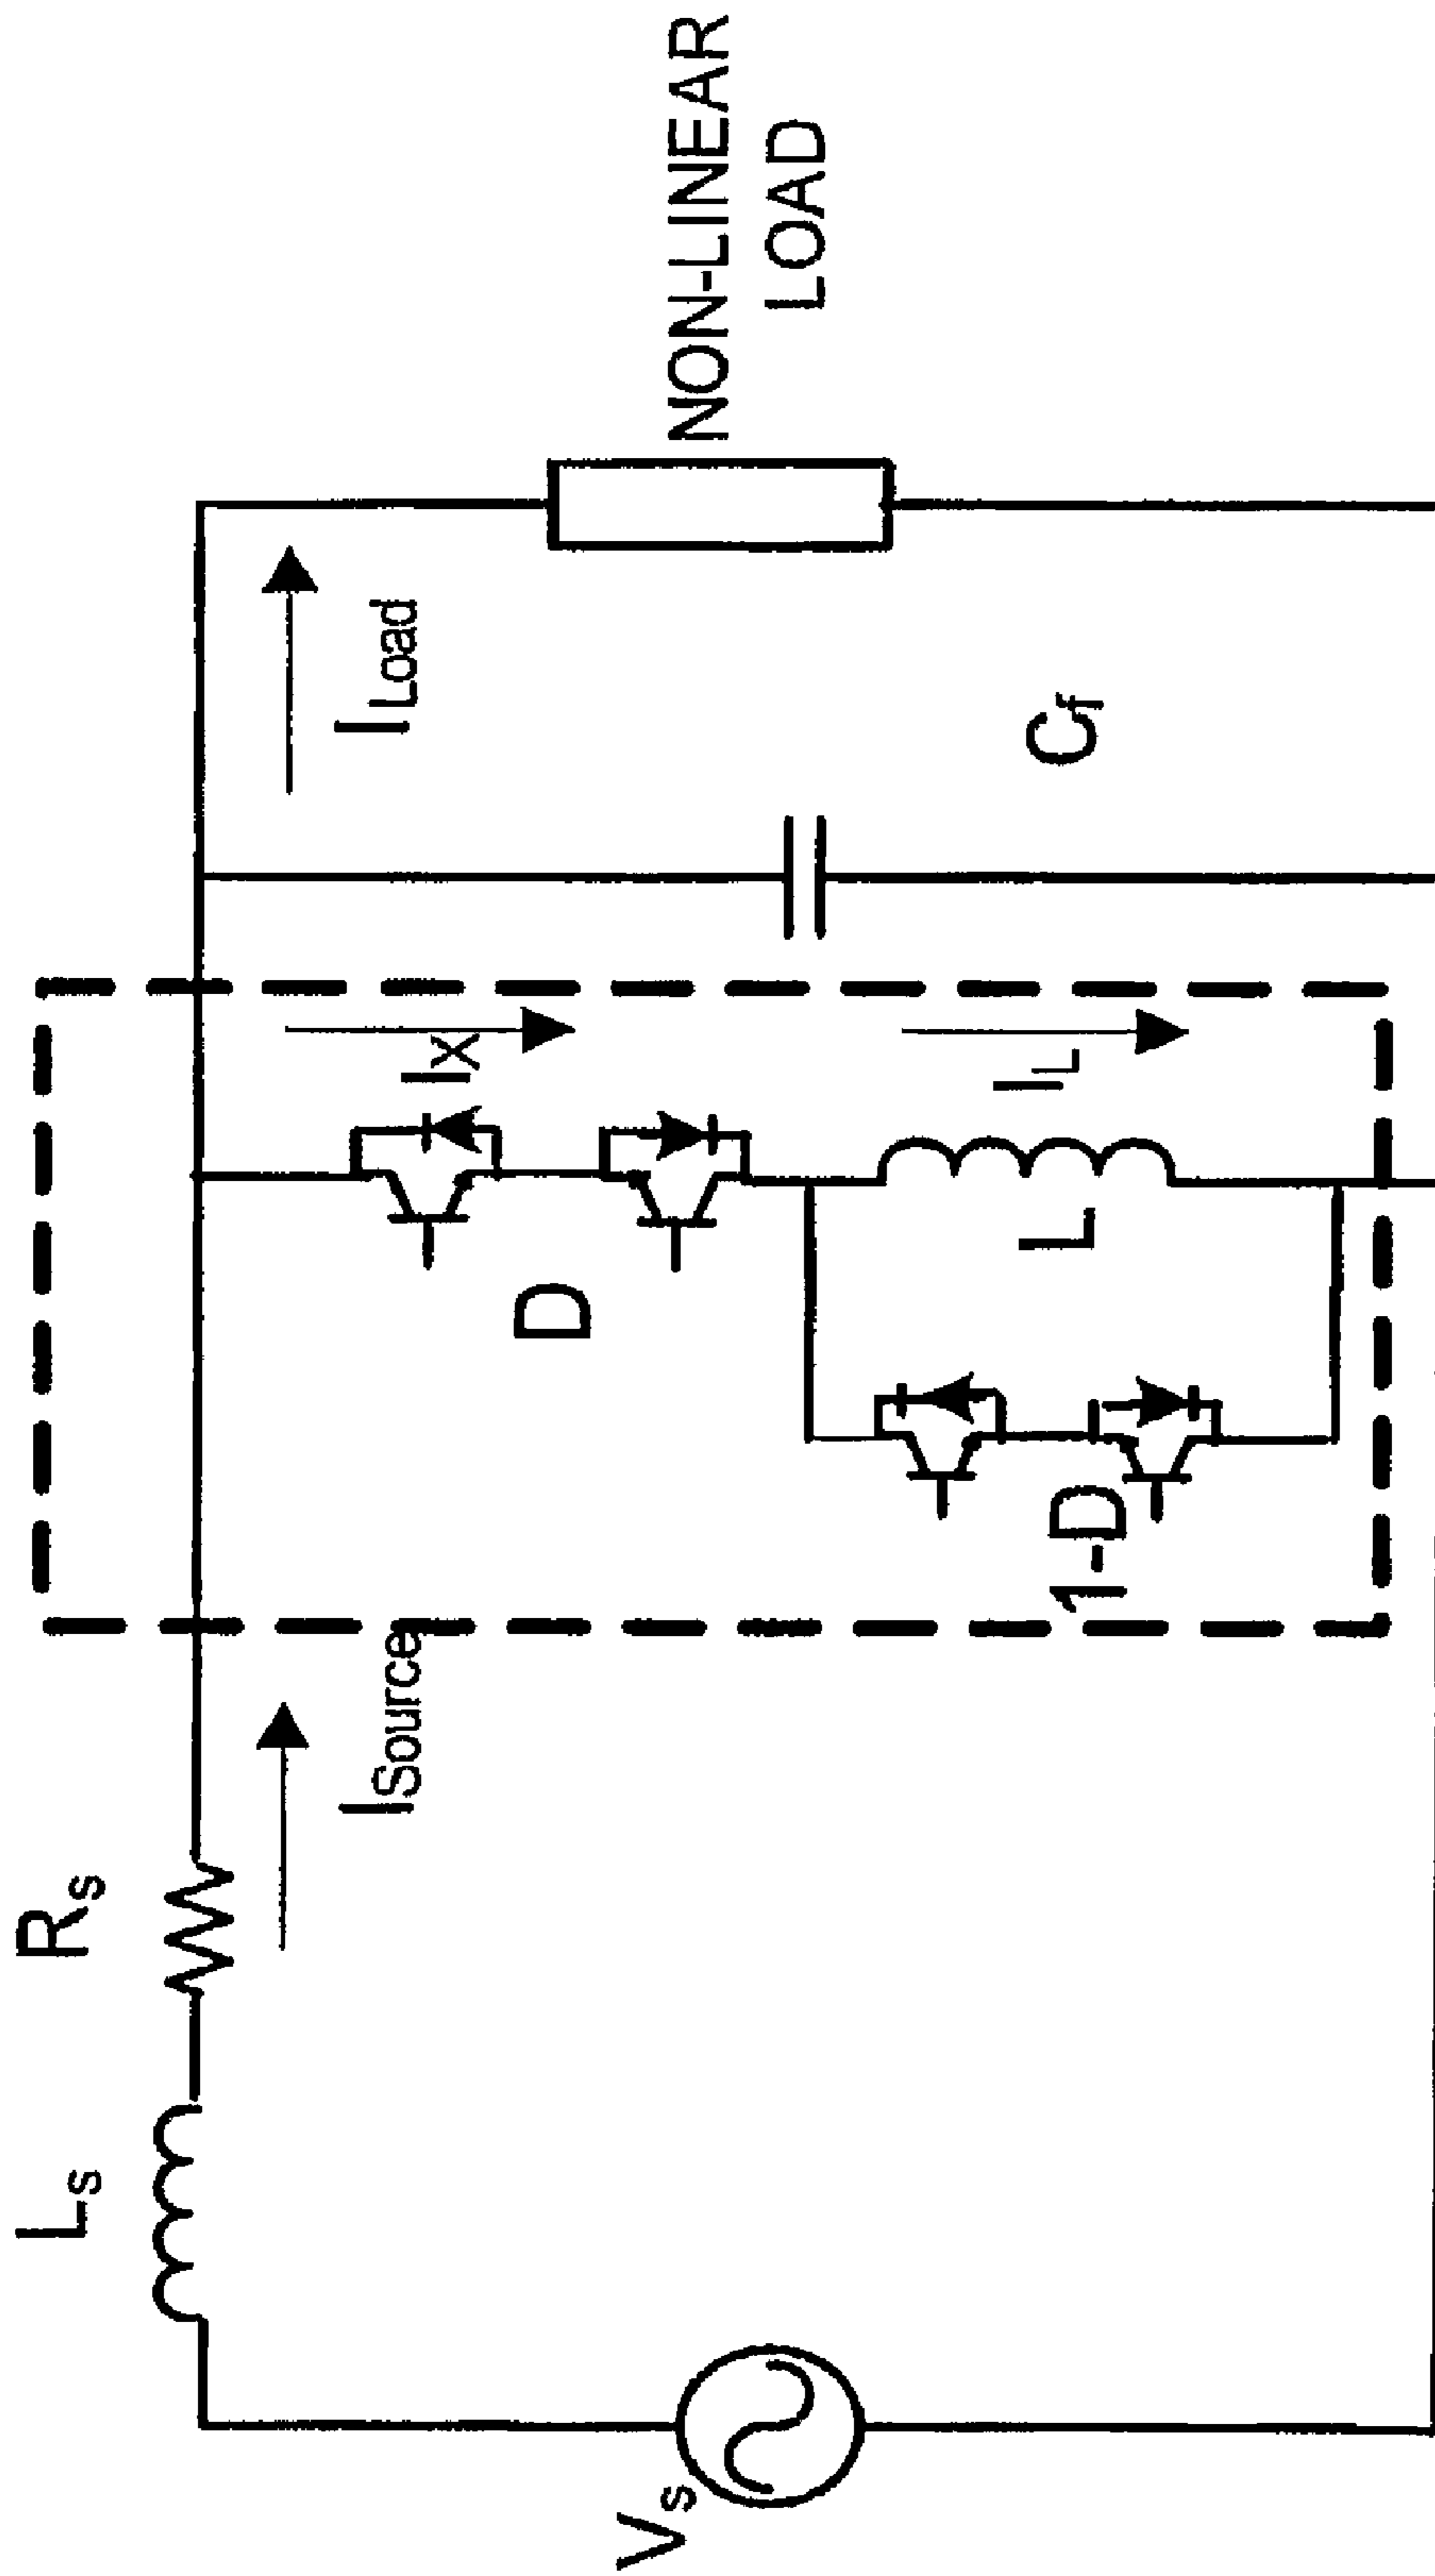 Vs
Ls
Rs
ISource
D
1-D
L
IX
IL
Cf
ILoad
NON-LINEAR
LOAD